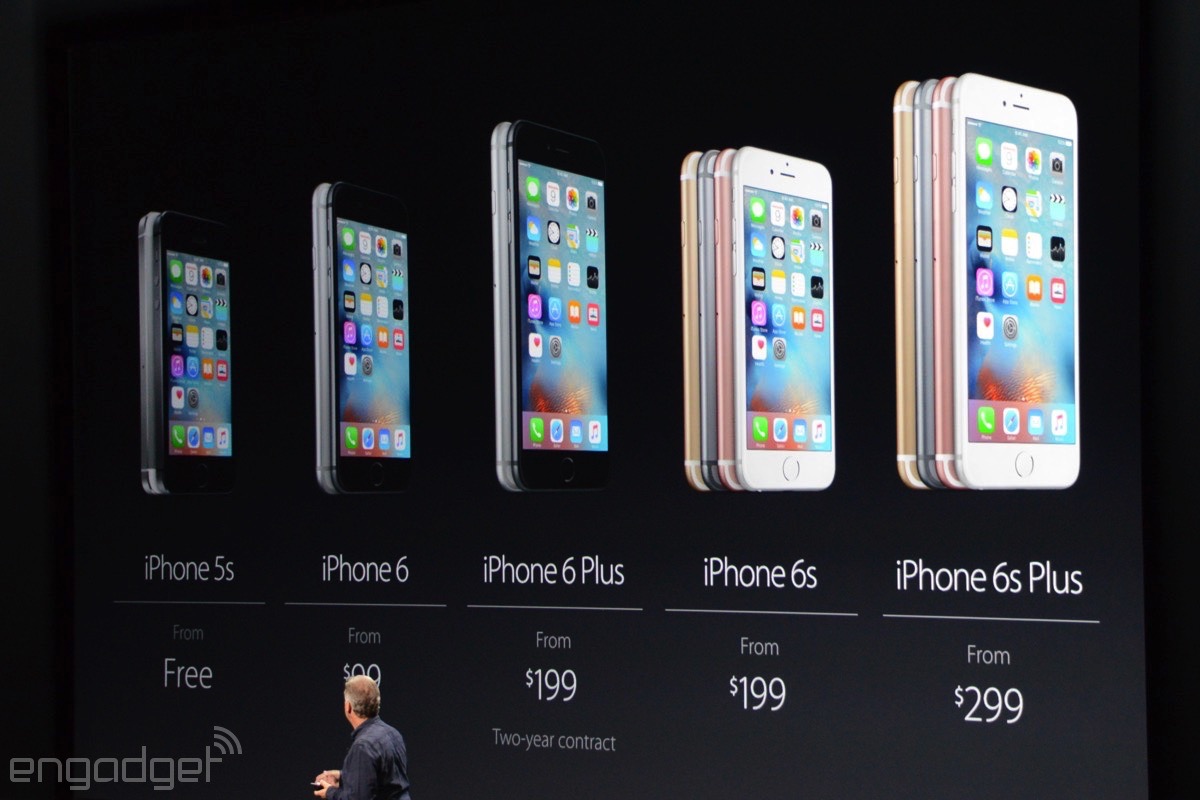 iPhone 5s
From
Free
iPhone 6
From
$99
iPhone 6 Plus
From
$199
Two-year contract
iPhone 6s
From
$199
iPhone 6s Plus
From
$299
engadget